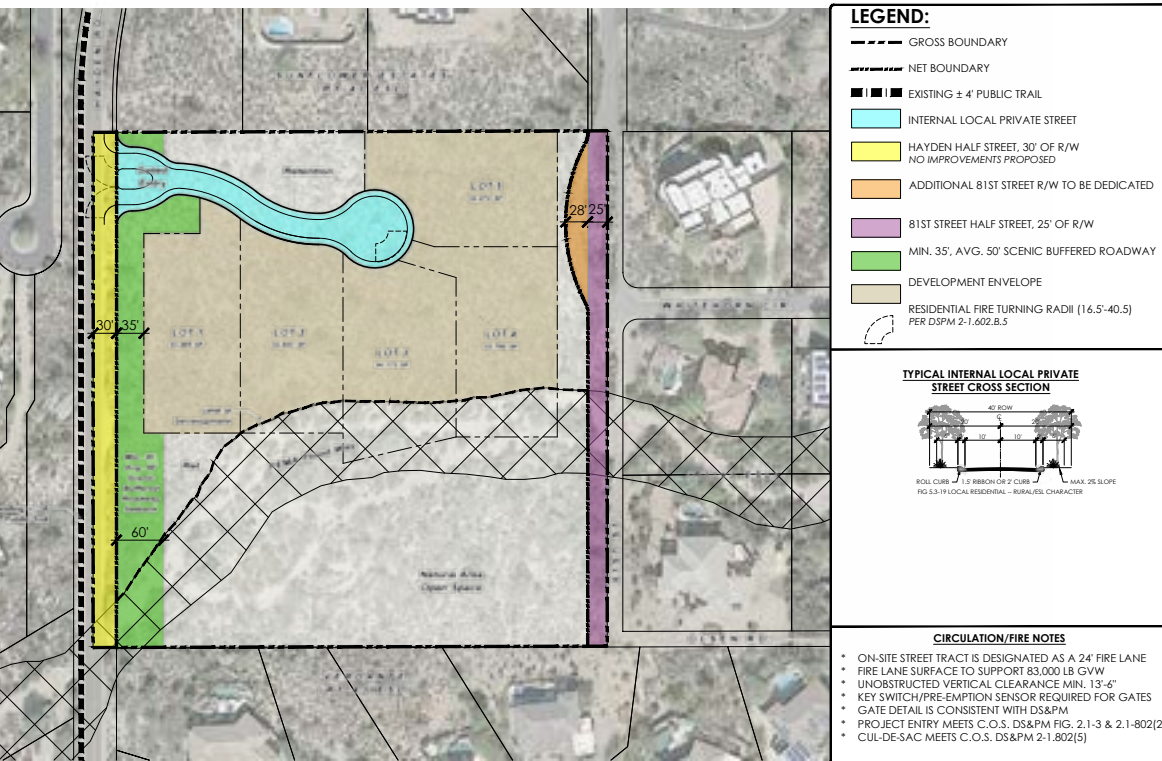 LEGEND:
GROSS BOUNDARY
NET BOUNDARY
EXISTING ± 4' PUBLIC TRAIL
INTERNAL LOCAL PRIVATE STREET
HAYDEN HALF STREET, 30' OF R/W
NO IMPROVEMENTS PROPOSED
ADDITIONAL 81ST STREET R/W TO BE DEDICATED
81ST STREET HALF STREET, 25' OF R/W
MIN. 35', AVG. 50' SCENIC BUFFERED ROADWAY
DEVELOPMENT ENVELOPE
RESIDENTIAL FIRE TURNING RADII (16.5'-40.5)
PER DSPM 2-1.602.B.5
TYPICAL INTERNAL LOCAL PRIVATE
STREET CROSS SECTION
40' ROW
10' 10'
ROLL CURB 1.5' RIBBON OR 2' CURB MAX. 2% SLOPE
FIG 5.3-19 LOCAL RESIDENTIAL – RURAL/ESL CHARACTER
CIRCULATION/FIRE NOTES
* ON-SITE STREET TRACT IS DESIGNATED AS A 24' FIRE LANE
* FIRE LANE SURFACE TO SUPPORT 83,000 LB GVW
* UNOBSTRUCTED VERTICAL CLEARANCE MIN. 13'-6"
* KEY SWITCH/PRE-EMPTION SENSOR REQUIRED FOR GATES
* GATE DETAIL IS CONSISTENT WITH DS&PM
* PROJECT ENTRY MEETS C.O.S. DS&PM FIG. 2.1-3 & 2.1-802(2
* CUL-DE-SAC MEETS C.O.S. DS&PM 2-1.802(5)
28' 25'
30' 35'
LOT 1
LOT 2
LOT 3
LOT 4
60'
Natural Area
Open Space